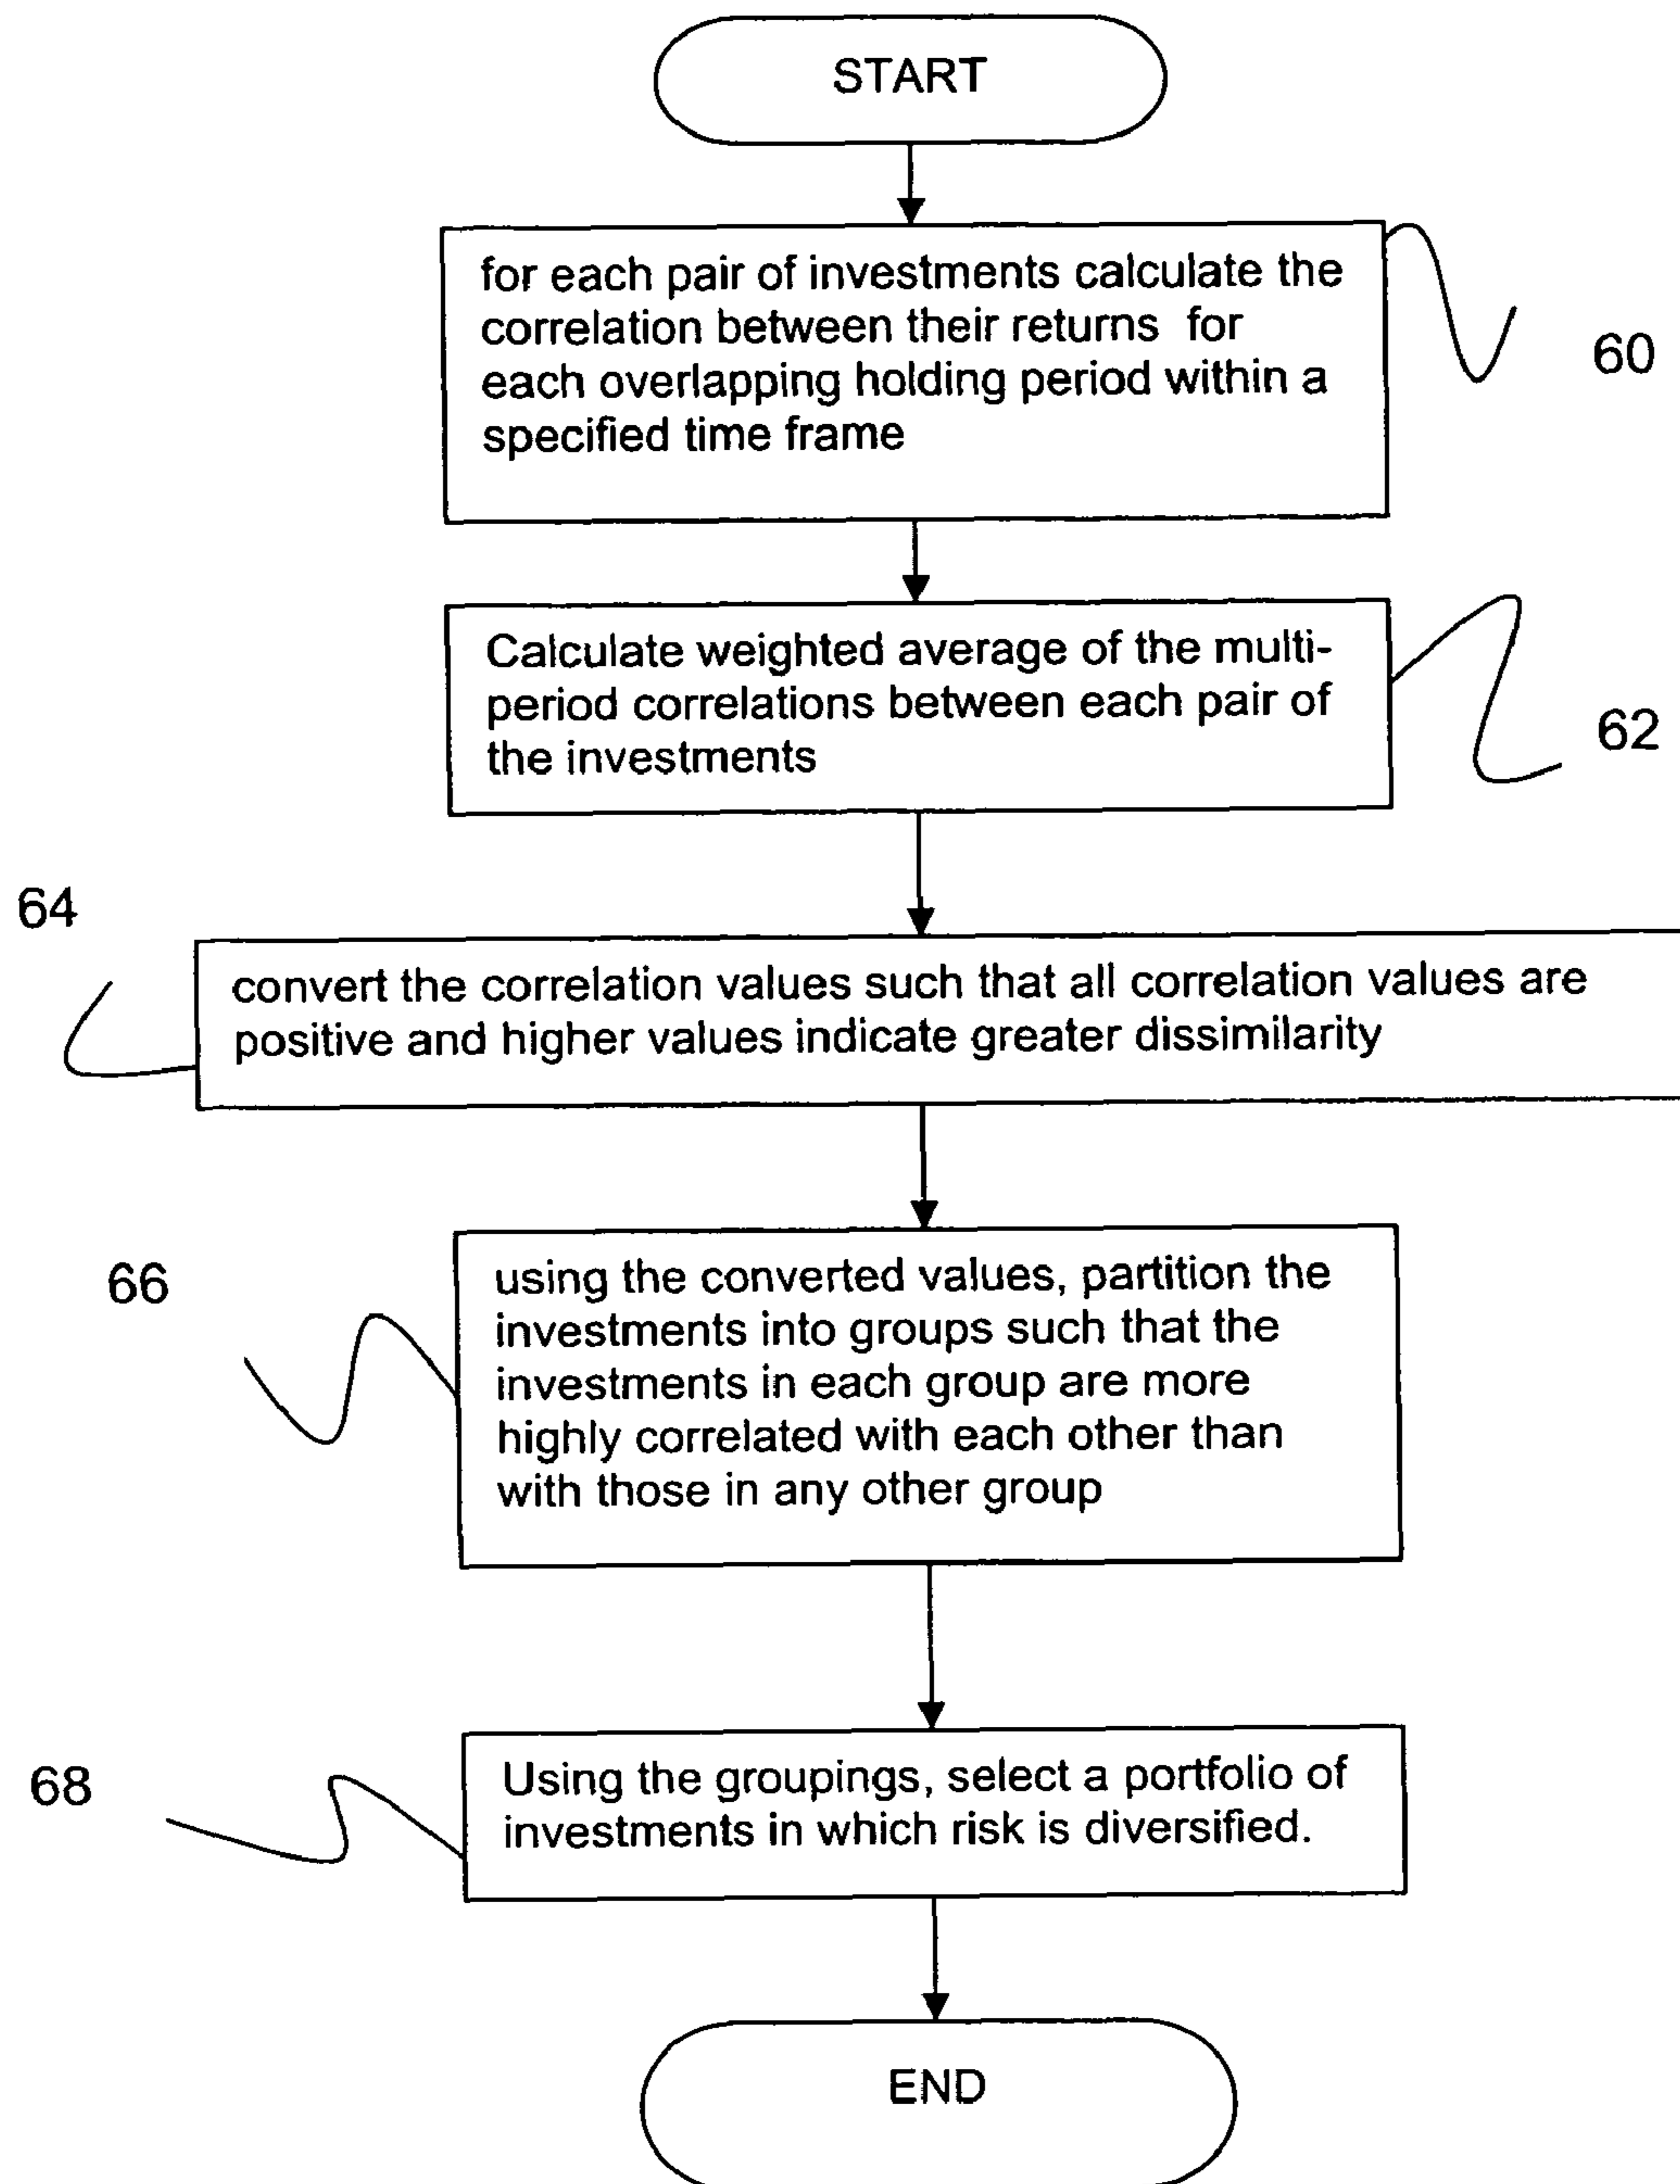 START
for each pair of investments calculate the
correlation between their returns for
each overlapping holding period within a
specified time frame
60
Calculate weighted average of the multi-
period correlations between each pair of
the investments
62
64
convert the correlation values such that all correlation values are
positive and higher values indicate greater dissimilarity
66
using the converted values, partition the
investments into groups such that the
investments in each group are more
highly correlated with each other than
with those in any other group
68
Using the groupings, select a portfolio of
investments in which risk is diversified.
END